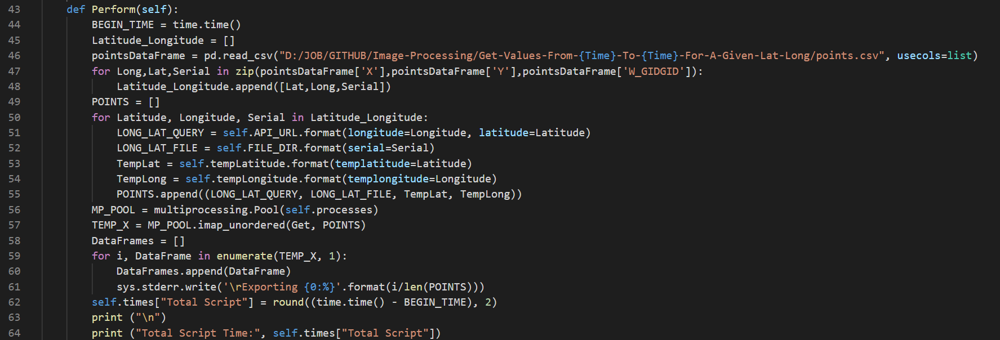 43 def Perform(self):
44 BEGIN_TIME = time.time()
45 Latitude_Longitude = []
46 pointsDataFrame = pd.read_csv("D:/JOB/GITHUB/Image-Processing/Get-Values-From-{Time}-To-{Time}-For-A-Given-Lat-Long/points.csv", usecols=list)
47 for Long,Lat,Serial in zip(pointsDataFrame['X'],pointsDataFrame['Y'],pointsDataFrame['W_GIDGID']):
48 Latitude_Longitude.append([Lat,Long,Serial])
49 POINTS = []
50 for Latitude, Longitude, Serial in Latitude_Longitude:
51 LONG_LAT_QUERY = self.API_URL.format(longitude=Longitude, latitude=Latitude)
52 LONG_LAT_FILE = self.FILE_DIR.format(serial=Serial)
53 TempLat = self.tempLatitude.format(templatitude=Latitude)
54 TempLong = self.tempLongitude.format(templongitude=Longitude)
55 POINTS.append((LONG_LAT_QUERY, LONG_LAT_FILE, TempLat, TempLong))
56 MP_POOL = multiprocessing.Pool(self.processes)
57 TEMP_X = MP_POOL.imap_unordered(Get, POINTS)
58 DataFrames = []
59 for i, DataFrame in enumerate(TEMP_X, 1):
60 DataFrames.append(DataFrame)
61 sys.stderr.write('\rExporting {0:%}'.format(i/len(POINTS)))
62 self.times["Total Script"] = round((time.time() - BEGIN_TIME), 2)
63 print ("\n")
64 print ("Total Script Time:", self.times["Total Script"])